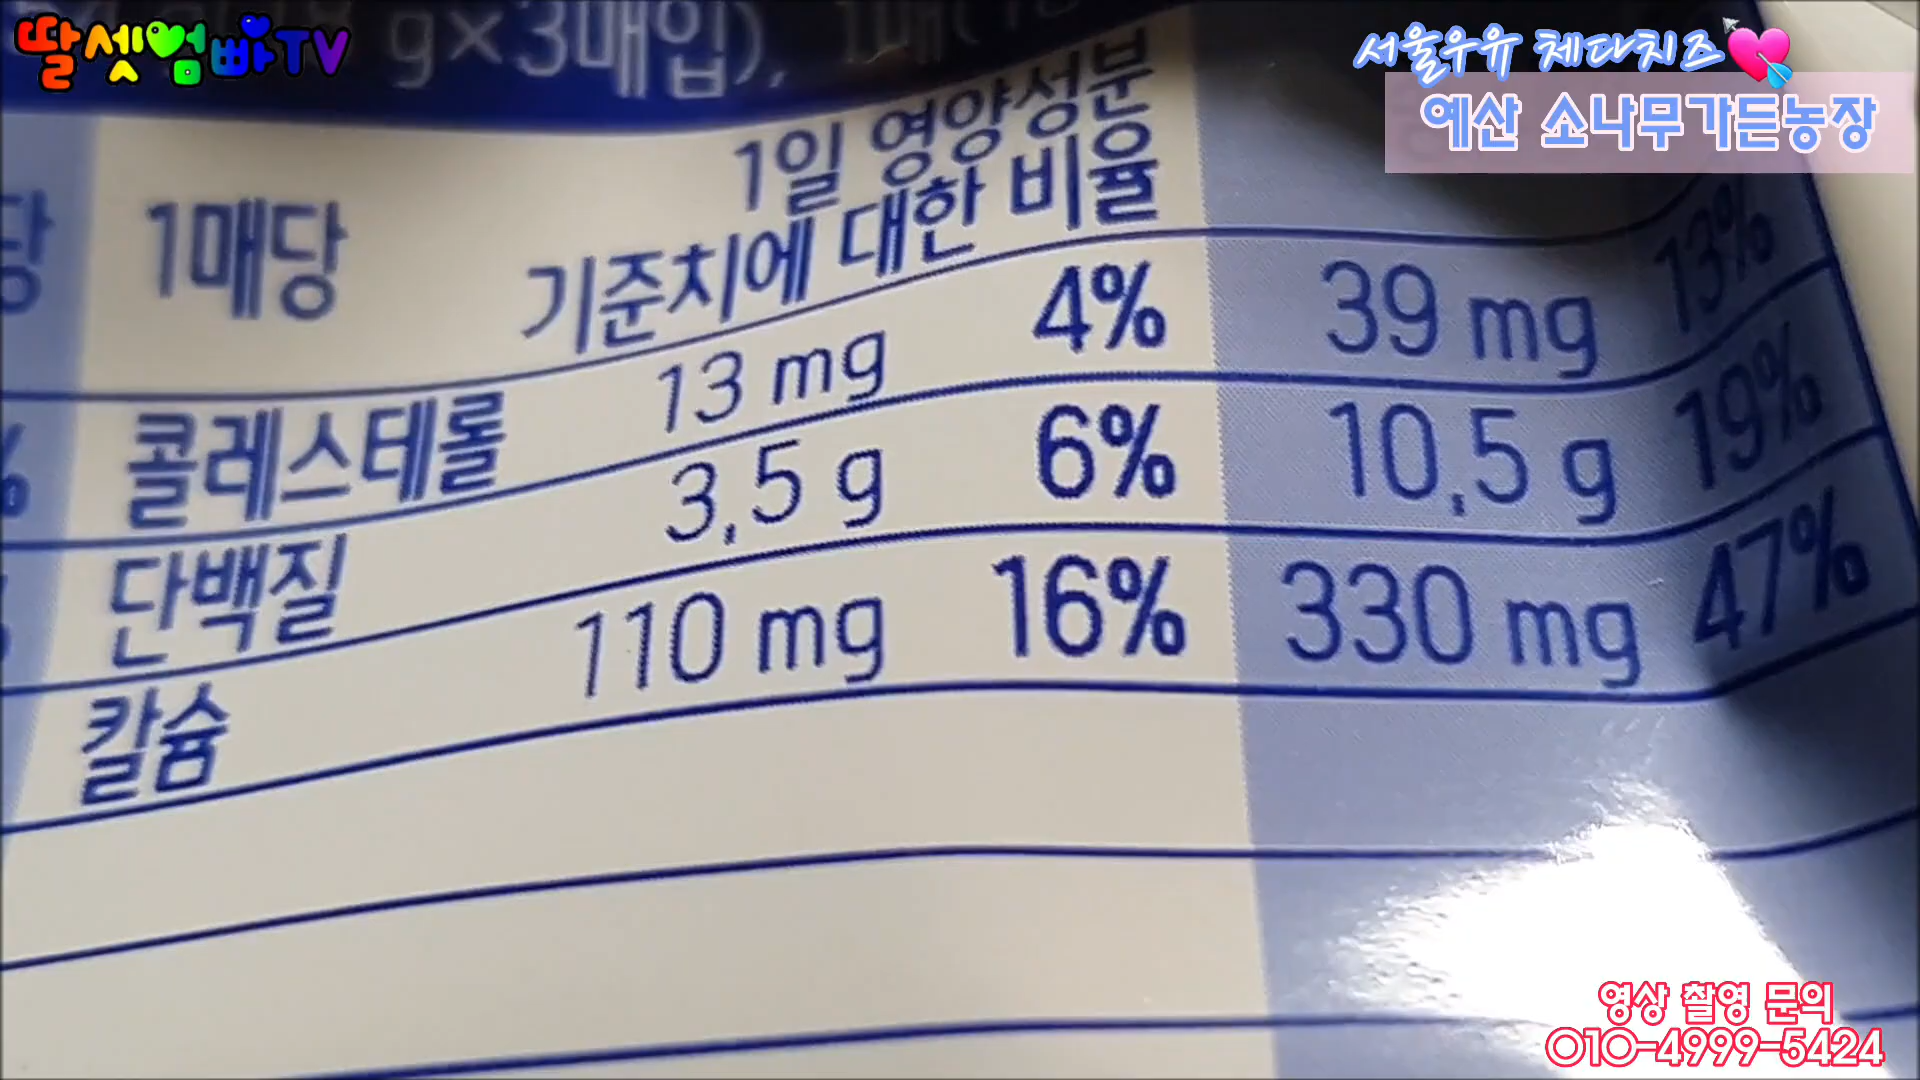 딸셋엄빠TV
g×3매입), 1매(18
서울우유 체다치즈
예산 소나무가든농장
당 1매당 1일 영양성분
기준치에 대한 비율
콜레스테롤 13 mg 4% 39 mg 13%
% 단백질 3.5 g 6% 10.5 g 19%
칼슘 110 mg 16% 330 mg 47%
영상 촬영 문의
010-4999-5424